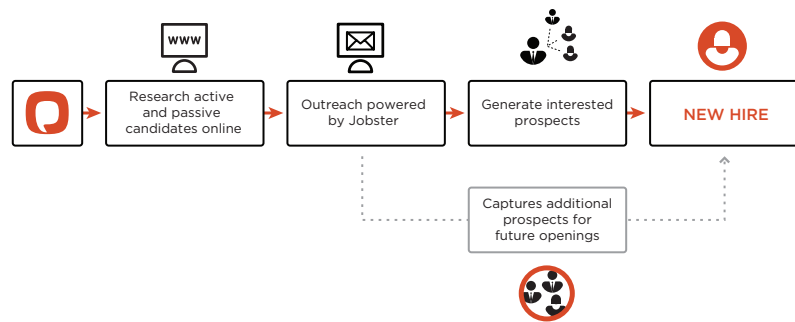 www
Research active
and passive
candidates online
Outreach powered
by Jobster
Generate interested
prospects
NEW HIRE
Captures additional
prospects for
future openings